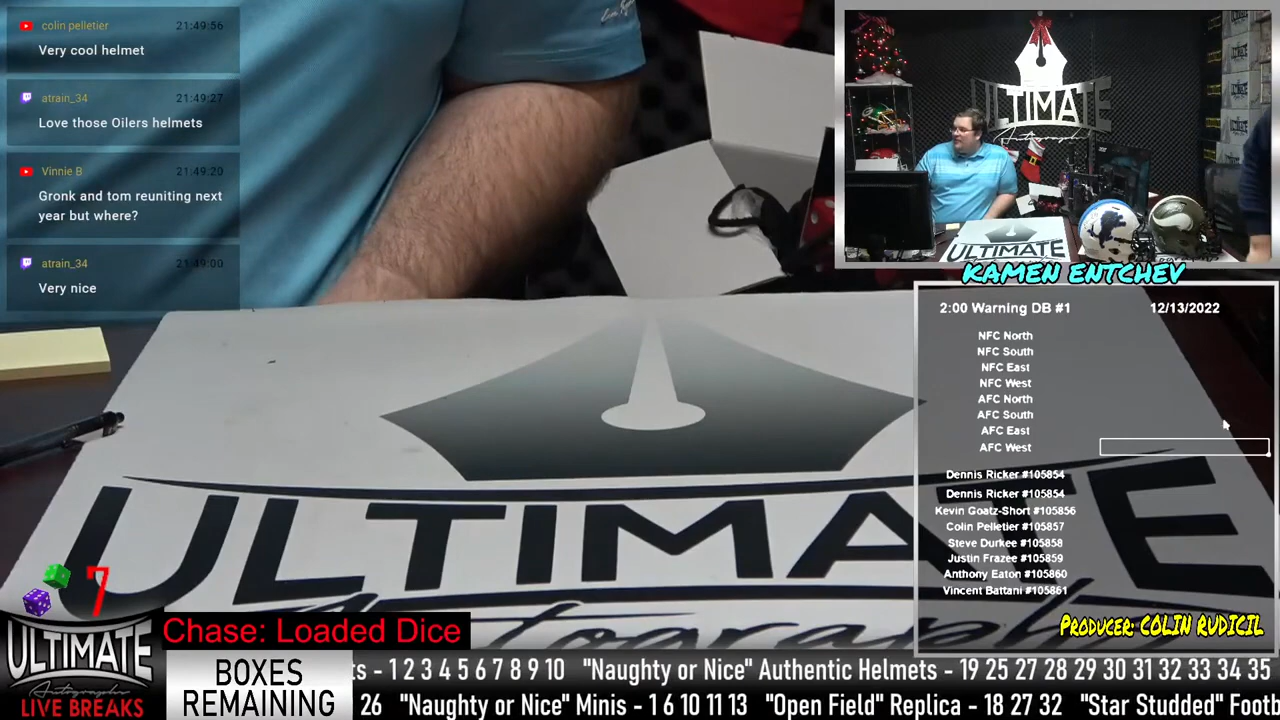 colin pelletier 21:49:56
Very cool helmet
atrain_34 21:49:27
Love those Oilers helmets
Vinnie B 21:49:20
Gronk and tom reuniting next
year but where?
atrain_34 21:49:00
Very nice
ULTIMATE
Autographs
ULTIMATE
KAMEN ENTCHEV
2:00 Warning DB #1 12/13/2022
NFC North
NFC South
NFC East
NFC West
AFC North
AFC South
AFC East
AFC West
Dennis Ricker #105854
Dennis Ricker #105854
Kevin Goatz-Short #105856
Colin Pelletier #105857
Steve Durkee #105858
Justin Frazee #105859
Anthony Eaton #105860
Vincent Battani #105861
PRODUCER: COLIN RUDICIL
ULTIMATE
Autographs
7
Chase: Loaded Dice
ULTIMATE
Autographs
LIVE BREAKS
BOXES
REMAINING
ts - 1 2 3 4 5 6 7 8 9 10 "Naughty or Nice" Authentic Helmets - 19 25 27 28 29 30 31 32 33 34 35
26 "Naughty or Nice" Minis - 1 6 10 11 13 "Open Field" Replica - 18 27 32 "Star Studded" Footb